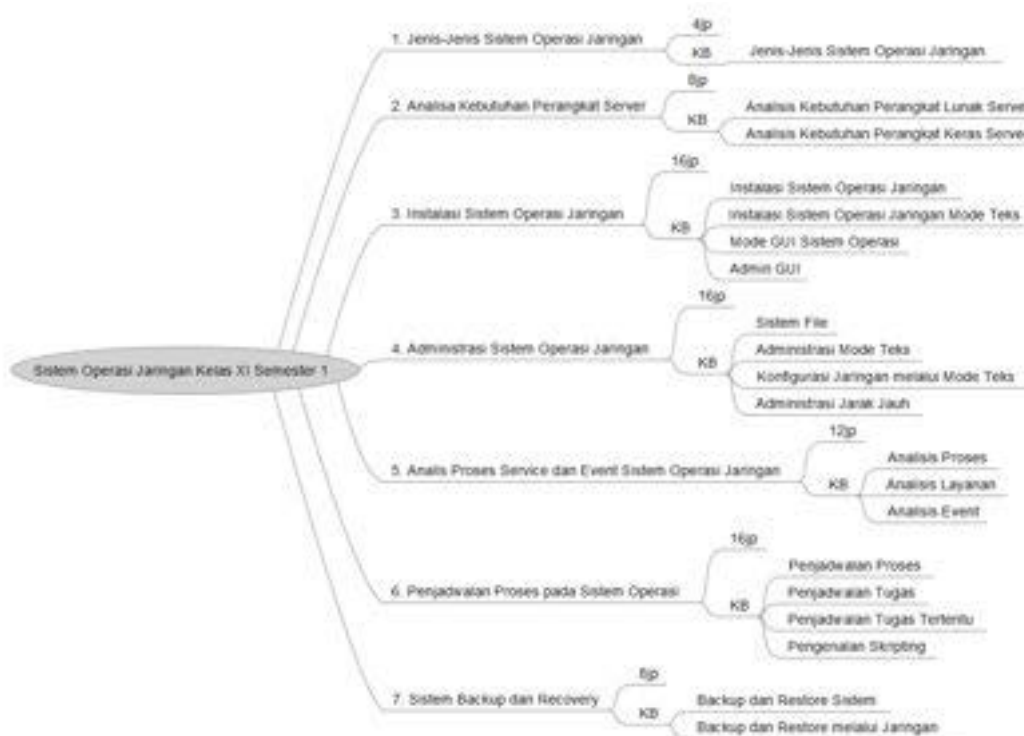 Sistem Operasi Jaringan Kelas XI Semester 1
1. Jenis-Jenis Sistem Operasi Jaringan
4jp
KB
Jenis-Jenis Sistem Operasi Jaringan
2. Analisa Kebutuhan Perangkat Server
8jp
KB
Analisis Kebutuhan Perangkat Lunak Serve
Analisis Kebutuhan Perangkat Keras Serve
3. Instalasi Sistem Operasi Jaringan
16jp
KB
Instalasi Sistem Operasi Jaringan
Instalasi Sistem Operasi Jaringan Mode Teks
Mode GUI Sistem Operasi
Admin GUI
4. Administrasi Sistem Operasi Jaringan
16jp
KB
Sistem File
Administrasi Mode Teks
Konfigurasi Jaringan melalui Mode Teks
Administrasi Jarak Jauh
5. Analis Proses Service dan Event Sistem Operasi Jaringan
12jp
KB
Analisis Proses
Analisis Layanan
Analisis Event
6. Penjadwalan Proses pada Sistem Operasi
16jp
KB
Penjadwalan Proses
Penjadwalan Tugas
Penjadwalan Tugas Tertentu
Pengenalan Skripting
7. Sistem Backup dan Recovery
8jp
KB
Backup dan Restore Sistem
Backup dan Restore melalui Jaringan